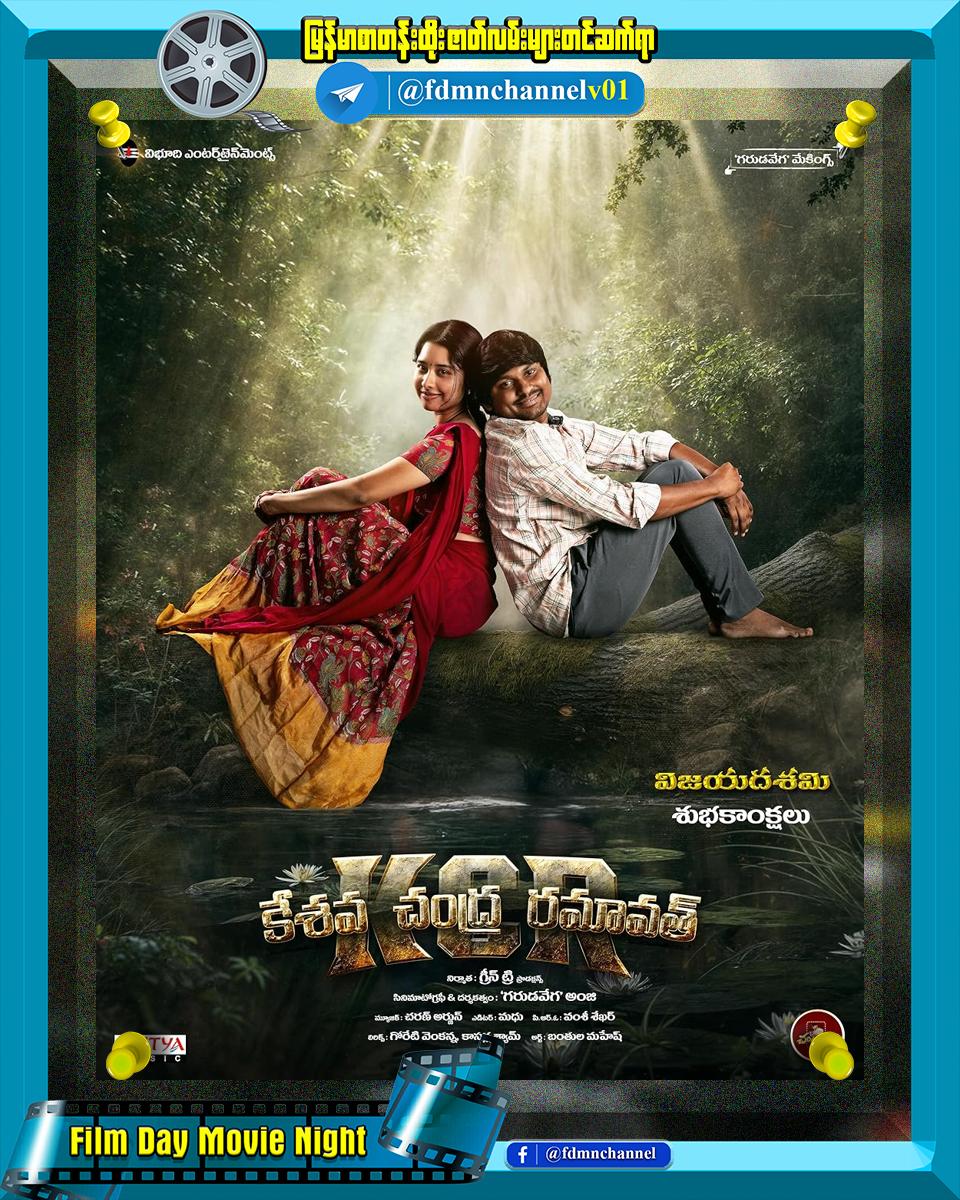 မြန်မာစာတန်းထိုးဇာတ်လမ်းများတင်ဆက်ရာ
@fdmnchannelv01
విభూది ఎంటర్‌టైన్‌మెంట్స్
'గరుడవేగ' మేకింగ్స్
విజయదశమి
శుభకాంక్షలు
KCR
కేశవ చంద్ర రమావత్
నిర్మాత : గ్రీన్ ట్రీ ప్రొడక్షన్స్
సినిమాటోగ్రఫీ & దర్శకత్వం : 'గరుడవేగ' అంజి
మ్యూజిక్ : చరణ్ అర్జున్ ఎడిటర్ : మధు పి.ఆర్.ఓ : వంశీ శేఖర్
లిరిక్స్ : గోరేటి వెంకన్న, శ్యామ్ ఆర్ట్ : బంతుల మహేష్
Film Day Movie Night
@fdmnchannel